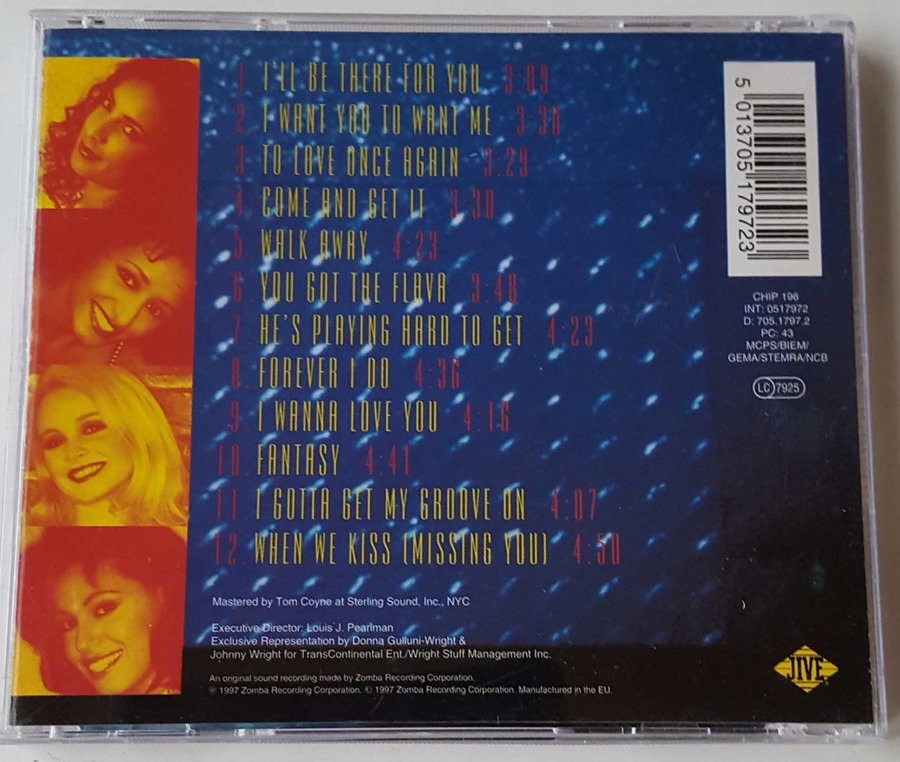 1. I'LL BE THERE FOR YOU 3:09
2. I WANT YOU TO WANT ME 3:30
3. TO LOVE ONCE AGAIN 3:29
4. COME AND GET IT 3:30
5. WALK AWAY 4:23
6. YOU GOT THE FLAVA 3:48
7. HE'S PLAYING HARD TO GET 4:23
8. FOREVER I DO 4:36
9. I WANNA LOVE YOU 4:16
10. FANTASY 4:41
11. I GOTTA GET MY GROOVE ON 4:07
12. WHEN WE KISS (MISSING YOU) 4:50
Mastered by Tom Coyne at Sterling Sound, Inc., NYC
Executive Director: Louis J. Pearlman
Exclusive Representation by Donna Gulluni-Wright &
Johnny Wright for TransContinental Ent./Wright Stuff Management Inc.
An original sound recording made by Zomba Recording Corporation.
℗ 1997 Zomba Recording Corporation. © 1997 Zomba Recording Corporation. Manufactured in the EU.
5 013705 179723
CHIP 196
INT: 0517972
D: 705.1797.2
PC: 43
MCPS/BIEM/
GEMA/STEMRA/NCB
LC 7925
JIVE